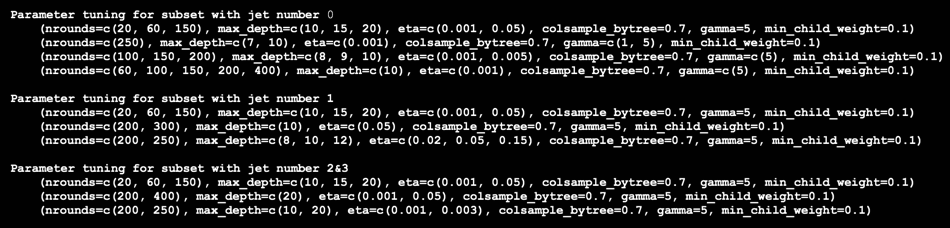 Parameter tuning for subset with jet number 0
(nrounds=c(20, 60, 150), max_depth=c(10, 15, 20), eta=c(0.001, 0.05), colsample_bytree=0.7, gamma=5, min_child_weight=0.1)
(nrounds=c(250), max_depth=c(7, 10), eta=c(0.001), colsample_bytree=0.7, gamma=c(1, 5), min_child_weight=0.1)
(nrounds=c(100, 150, 200), max_depth=c(8, 9, 10), eta=c(0.001, 0.005), colsample_bytree=0.7, gamma=c(5), min_child_weight=0.1)
(nrounds=c(60, 100, 150, 200, 400), max_depth=c(10), eta=c(0.001), colsample_bytree=0.7, gamma=c(5), min_child_weight=0.1)
Parameter tuning for subset with jet number 1
(nrounds=c(20, 60, 150), max_depth=c(10, 15, 20), eta=c(0.001, 0.05), colsample_bytree=0.7, gamma=5, min_child_weight=0.1)
(nrounds=c(200, 300), max_depth=c(10), eta=c(0.05), colsample_bytree=0.7, gamma=5, min_child_weight=0.1)
(nrounds=c(200, 250), max_depth=c(8, 10, 12), eta=c(0.02, 0.05, 0.15), colsample_bytree=0.7, gamma=5, min_child_weight=0.1)
Parameter tuning for subset with jet number 2&3
(nrounds=c(20, 60, 150), max_depth=c(10, 15, 20), eta=c(0.001, 0.05), colsample_bytree=0.7, gamma=5, min_child_weight=0.1)
(nrounds=c(200, 400), max_depth=c(20), eta=c(0.001, 0.05), colsample_bytree=0.7, gamma=5, min_child_weight=0.1)
(nrounds=c(200, 250), max_depth=c(10, 20), eta=c(0.001, 0.003), colsample_bytree=0.7, gamma=5, min_child_weight=0.1)